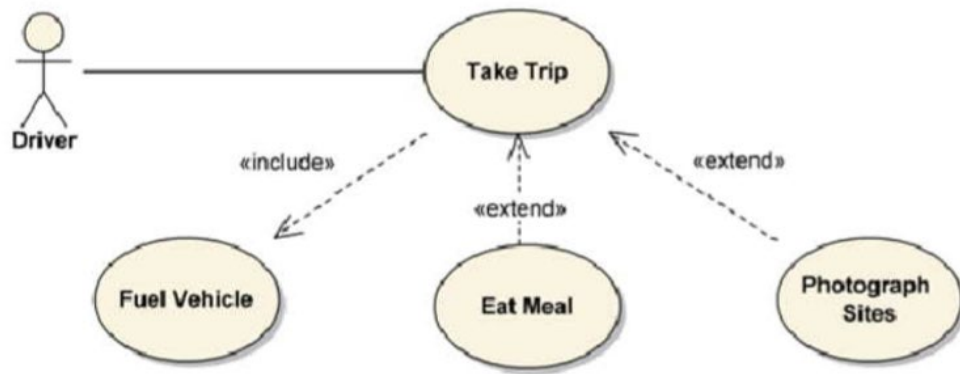 Take Trip
Driver
«include»
«extend»
«extend»
Fuel Vehicle
Eat Meal
Photograph
Sites